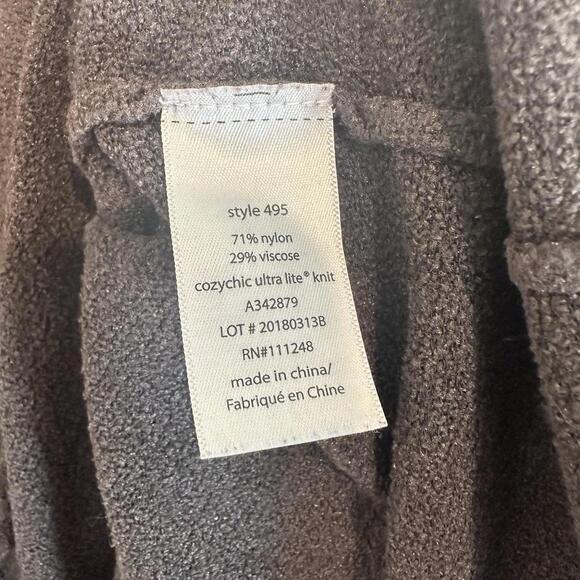 style 495
71% nylon
29% viscose
cozychic ultra lite® knit
A342879
LOT # 20180313B
RN#111248
made in china/
Fabriqué en Chine